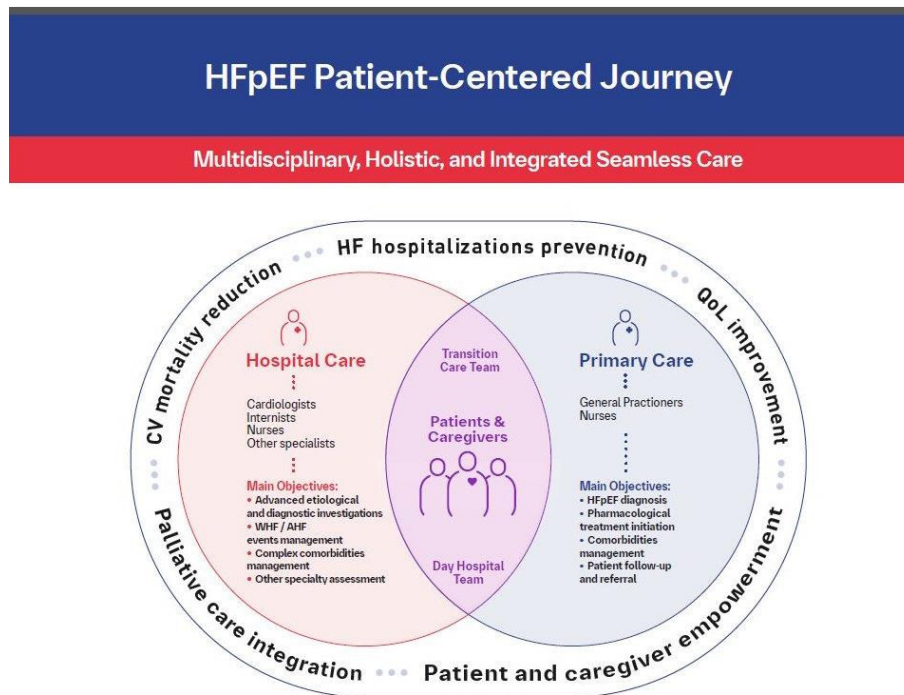 HFpEF Patient-Centered Journey
Multidisciplinary, Holistic, and Integrated Seamless Care
CV mortality reduction
HF hospitalizations prevention
QoL improvement
Hospital Care
Cardiologists
Internists
Nurses
Other specialists
Main Objectives:
• Advanced etiological
and diagnostic investigations
• WHF / AHF
events management
• Complex comorbidities
management
• Other specialty assessment
Transition
Care Team
Patients &
Caregivers
Day Hospital
Team
Primary Care
General Practioners
Nurses
Main Objectives:
• HFpEF diagnosis
• Pharmacological
treatment initiation
• Comorbidities
management
• Patient follow-up
and referral
Palliative care integration
Patient and caregiver empowerment